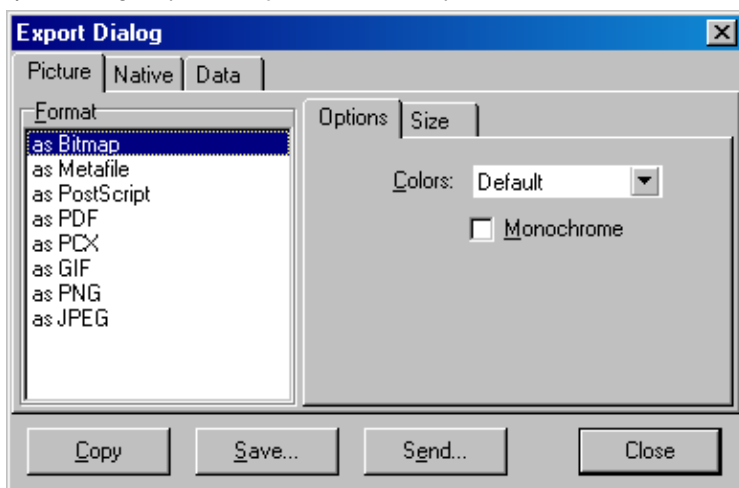 Export Dialog
Picture Native Data
Format
as Bitmap
as Metafile
as PostScript
as PDF
as PCX
as GIF
as PNG
as JPEG
Options Size
Colors: Default
Monochrome
Copy Save... Send... Close